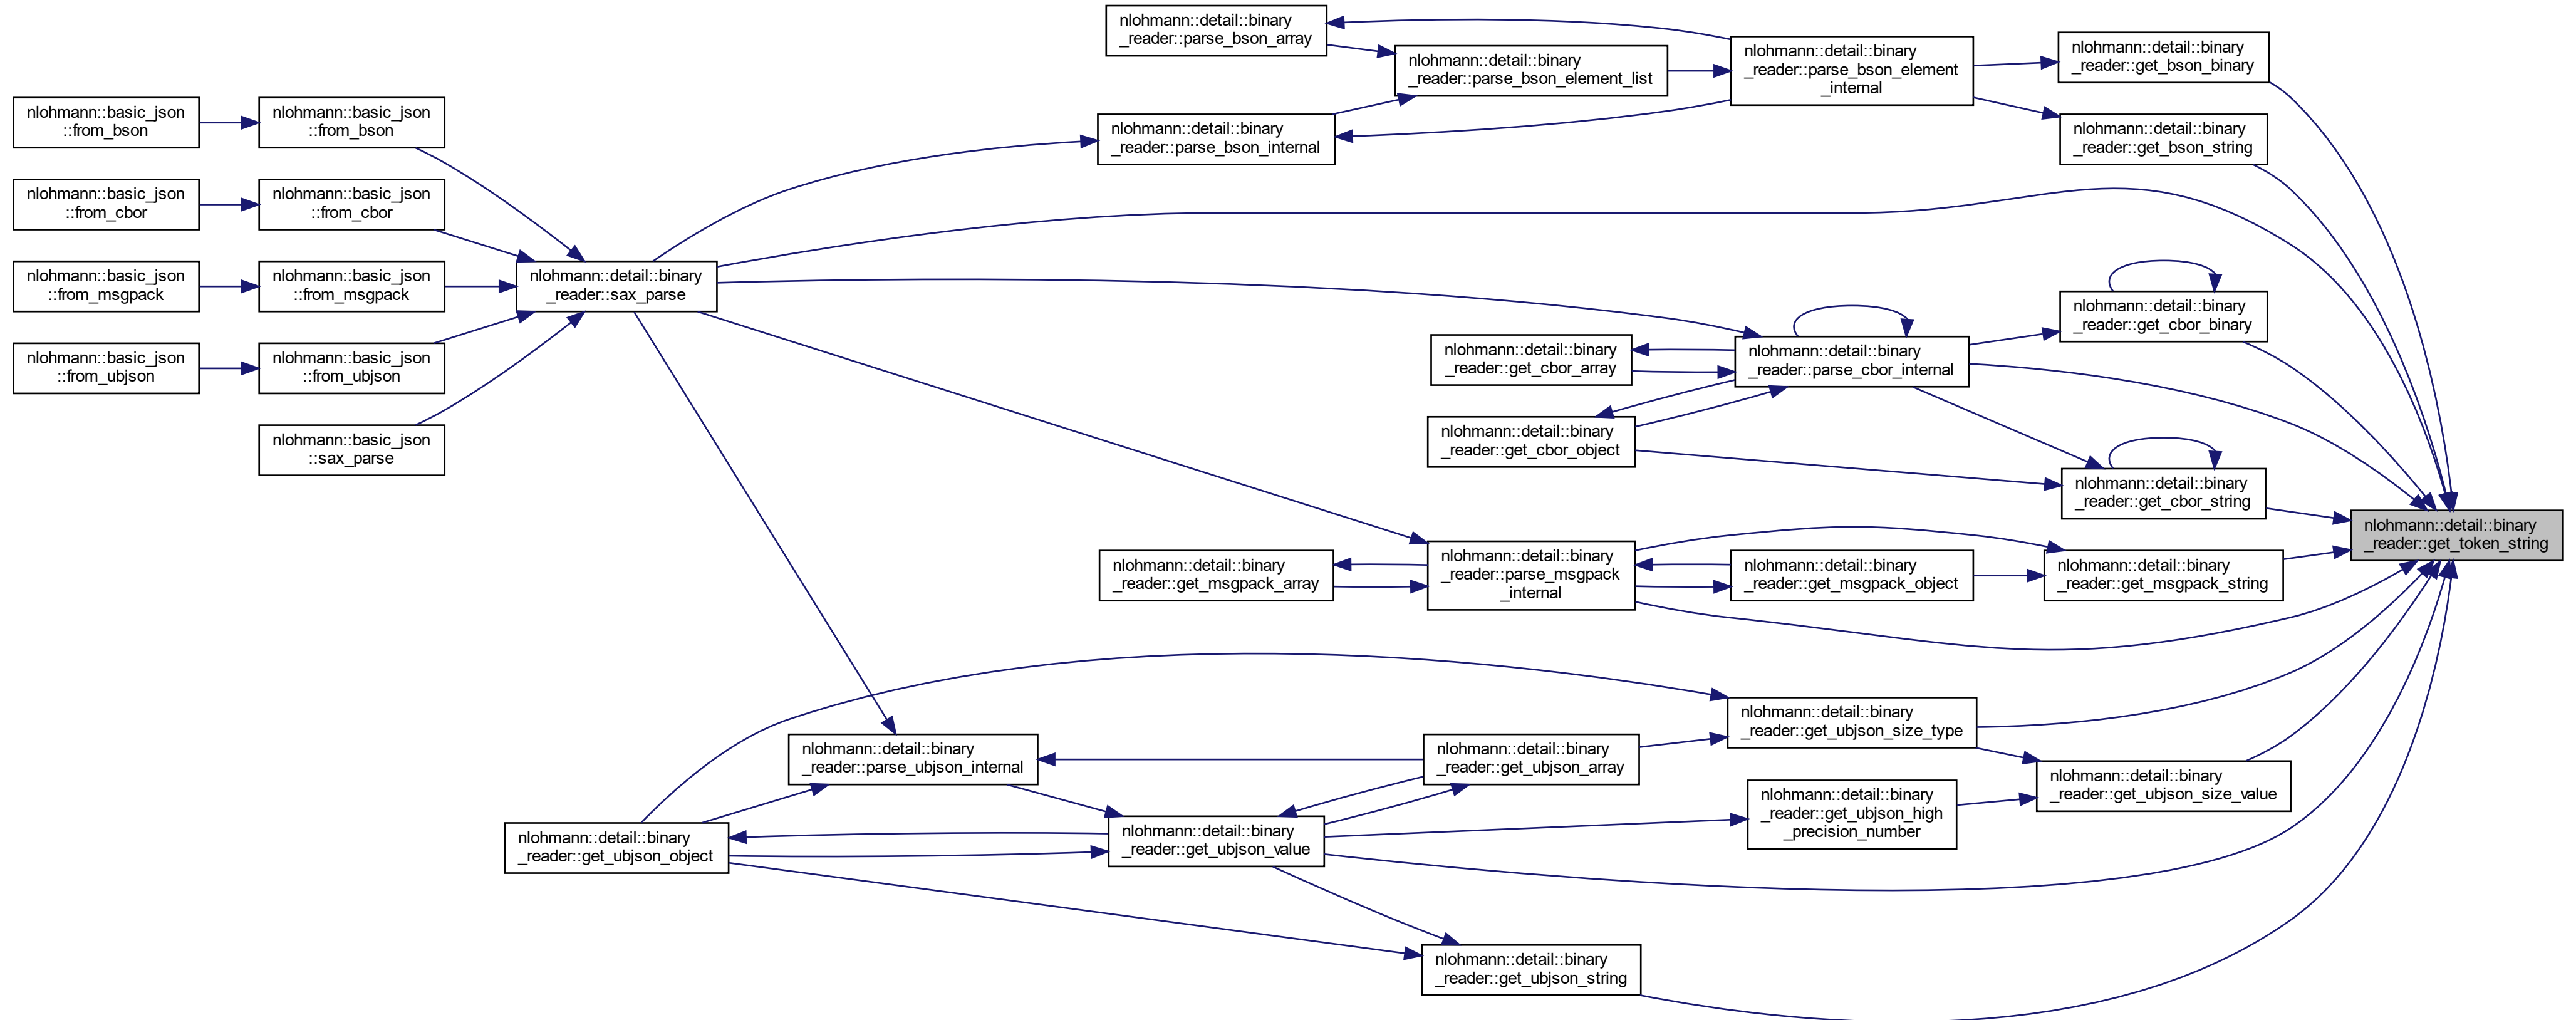 nlohmann::basic_json
::from_bson
nlohmann::basic_json
::from_cbor
nlohmann::basic_json
::from_msgpack
nlohmann::basic_json
::from_ubjson
nlohmann::basic_json
::from_bson
nlohmann::basic_json
::from_cbor
nlohmann::basic_json
::from_msgpack
nlohmann::basic_json
::from_ubjson
nlohmann::basic_json
::sax_parse
nlohmann::detail::binary
_reader::sax_parse
nlohmann::detail::binary
_reader::get_ubjson_object
nlohmann::detail::binary
_reader::parse_ubjson_internal
nlohmann::detail::binary
_reader::parse_bson_array
nlohmann::detail::binary
_reader::parse_bson_internal
nlohmann::detail::binary
_reader::get_msgpack_array
nlohmann::detail::binary
_reader::get_ubjson_value
nlohmann::detail::binary
_reader::parse_bson_element_list
nlohmann::detail::binary
_reader::get_cbor_array
nlohmann::detail::binary
_reader::get_cbor_object
nlohmann::detail::binary
_reader::parse_msgpack
_internal
nlohmann::detail::binary
_reader::get_ubjson_array
nlohmann::detail::binary
_reader::get_ubjson_string
nlohmann::detail::binary
_reader::parse_bson_element
_internal
nlohmann::detail::binary
_reader::parse_cbor_internal
nlohmann::detail::binary
_reader::get_msgpack_object
nlohmann::detail::binary
_reader::get_ubjson_size_type
nlohmann::detail::binary
_reader::get_ubjson_high
_precision_number
nlohmann::detail::binary
_reader::get_bson_binary
nlohmann::detail::binary
_reader::get_bson_string
nlohmann::detail::binary
_reader::get_cbor_binary
nlohmann::detail::binary
_reader::get_cbor_string
nlohmann::detail::binary
_reader::get_msgpack_string
nlohmann::detail::binary
_reader::get_ubjson_size_value
nlohmann::detail::binary
_reader::get_token_string